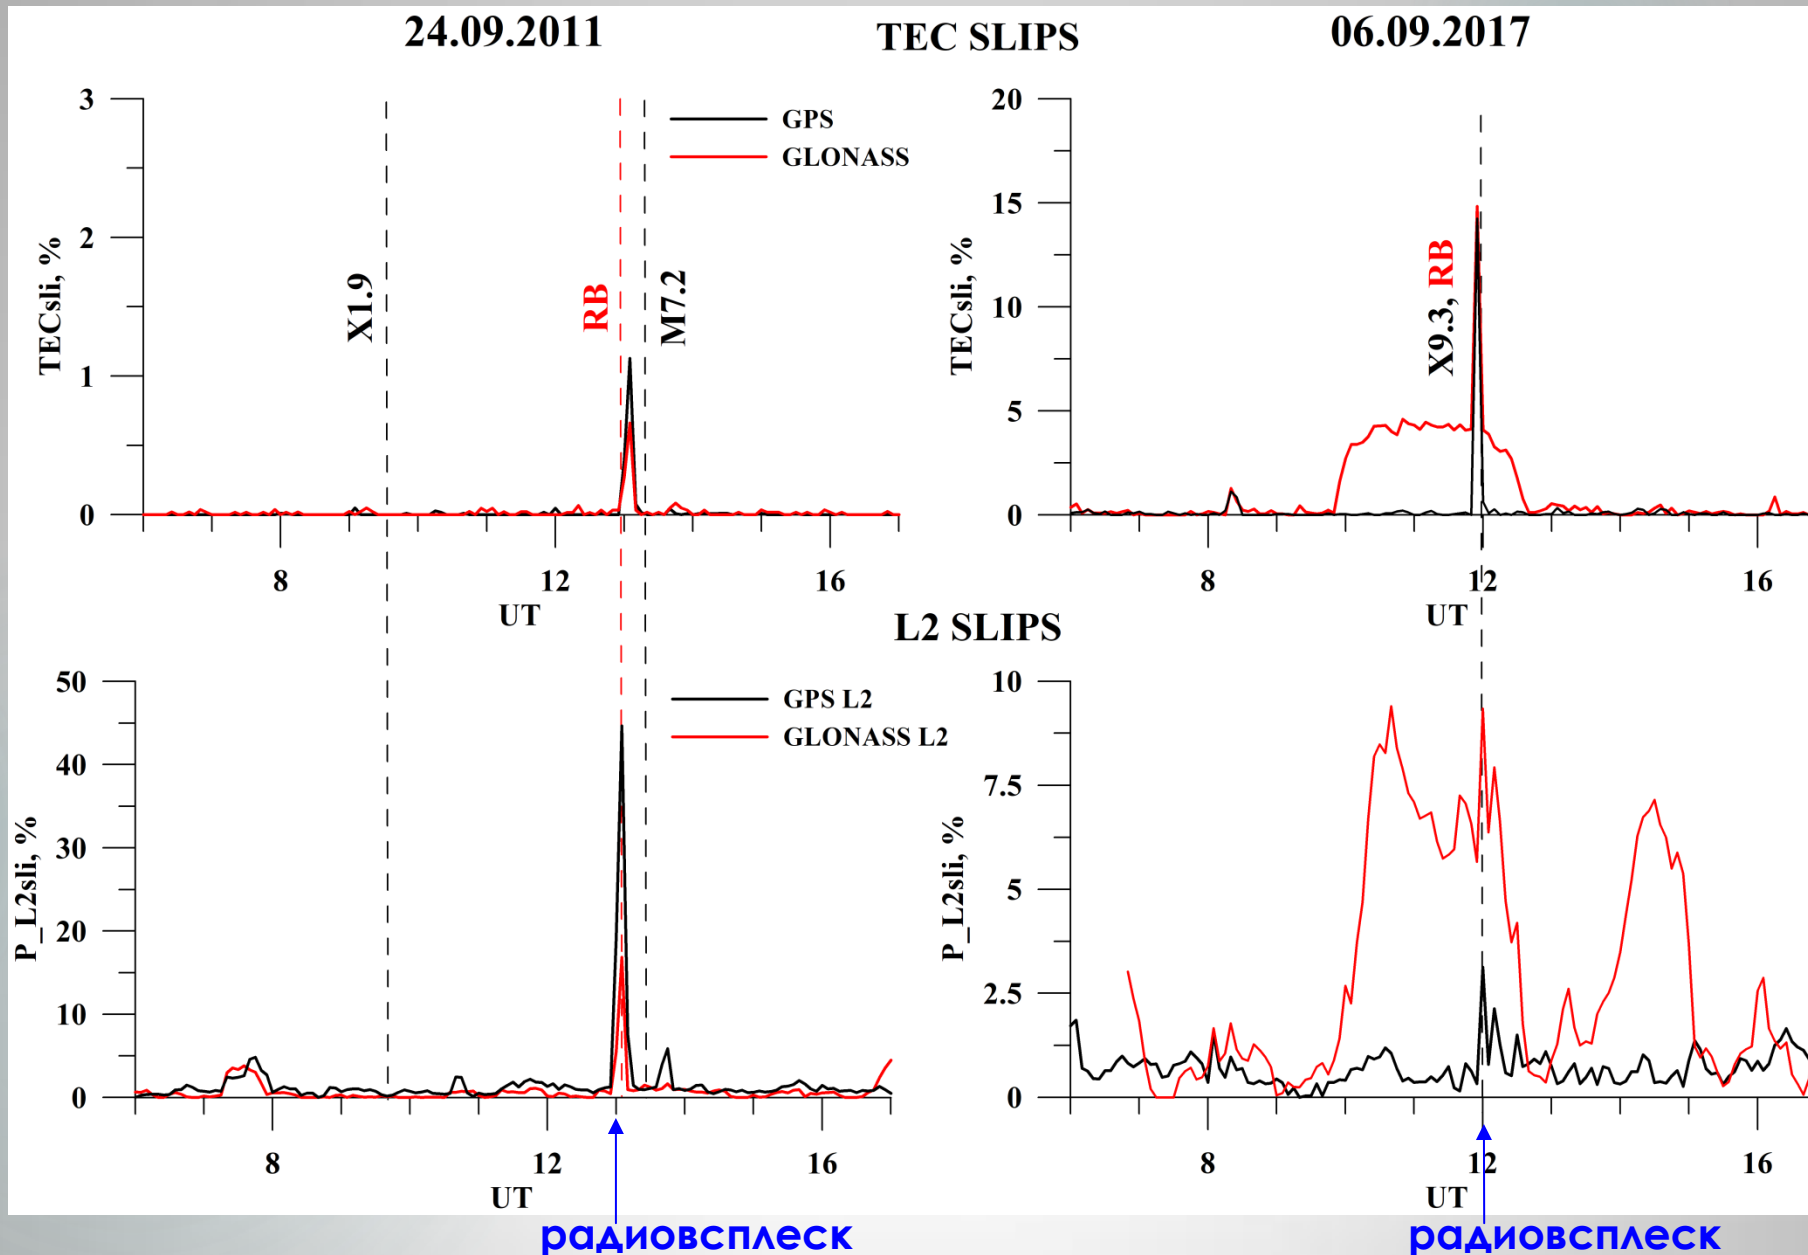 24.09.2011
TEC SLIPS
06.09.2017
3
2
1
0
TECsli, %
X1.9
RB
M7.2
GPS
GLONASS
8
12
16
UT
20
15
10
5
0
TECsli, %
X9.3, RB
8
12
16
UT
L2 SLIPS
50
40
30
20
10
0
P_L2sli, %
GPS L2
GLONASS L2
8
12
16
UT
10
7.5
5
2.5
0
P_L2sli, %
8
12
16
UT
радиовсплеск
радиовсплеск